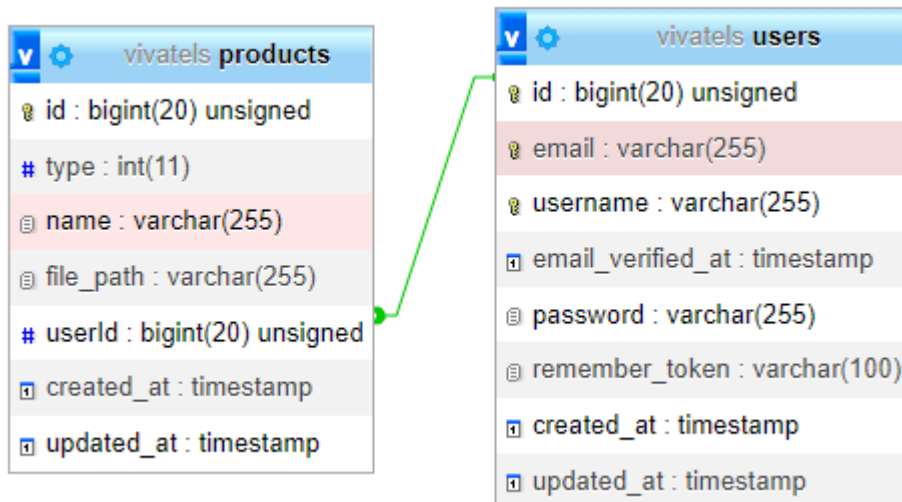 v vivatels products
id : bigint(20) unsigned
# type : int(11)
name : varchar(255)
file_path : varchar(255)
# userId : bigint(20) unsigned
created_at : timestamp
updated_at : timestamp
v vivatels users
id : bigint(20) unsigned
email : varchar(255)
username : varchar(255)
email_verified_at : timestamp
password : varchar(255)
remember_token : varchar(100)
created_at : timestamp
updated_at : timestamp